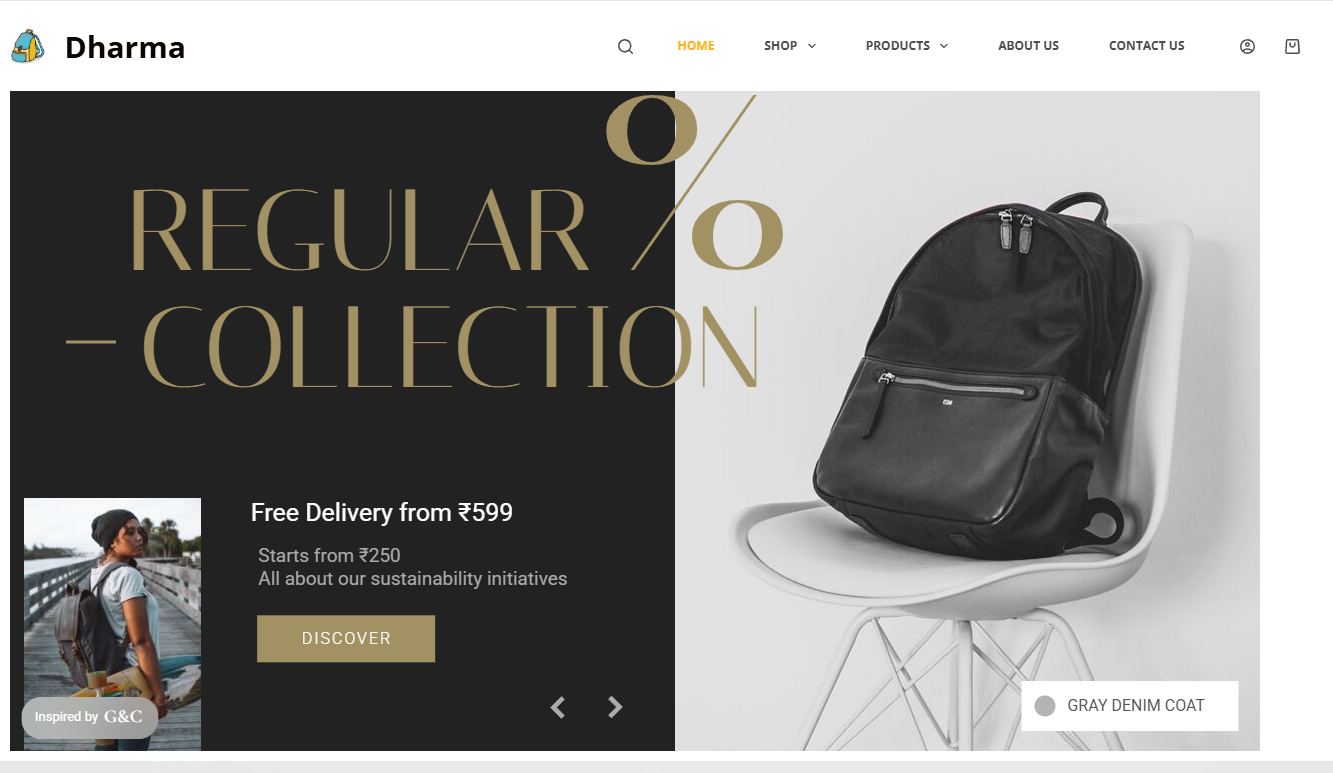 Dharma
HOME SHOP PRODUCTS ABOUT US CONTACT US
REGULAR %
– COLLECTION
Free Delivery from ₹599
Starts from ₹250
All about our sustainability initiatives
DISCOVER
Inspired by G&C
GRAY DENIM COAT